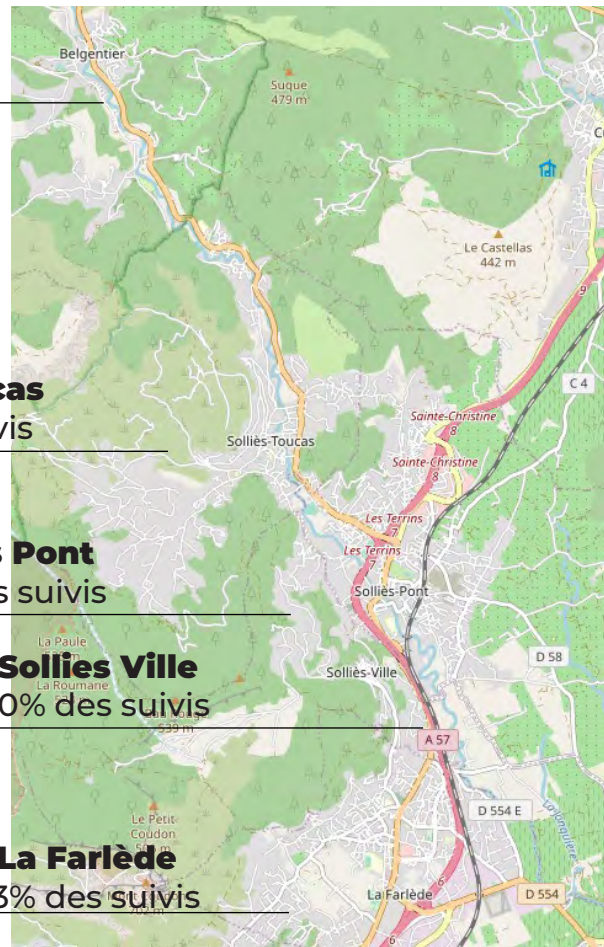 Belgentier
Suque
479 m
Le Castellas
442 m
9
C 4
cas
vis
Solliès-Toucas
Sainte-Christine
8
Sainte-Christine
8
Les Terrins
7
Les Terrins
7
s Pont
s suivis
Solliès-Pont
La Paule
D 58
Sollies Ville
0% des suivis
La Roumane
Solliès-Ville
539 m
A 57
Le Petit
Coudon
D 554 E
La Farlède
3% des suivis
702 m
La Farlède
6
D 554
6